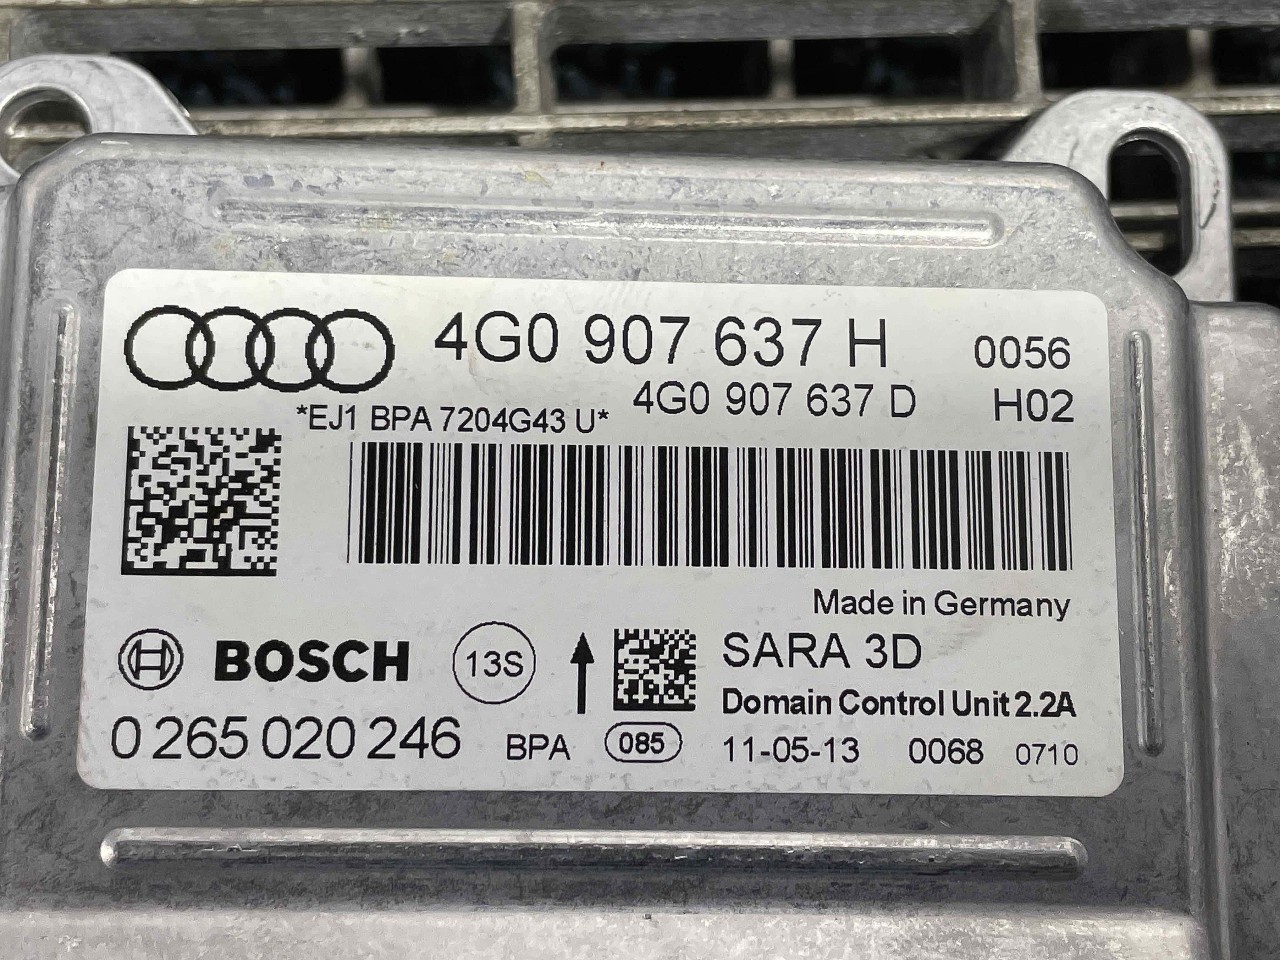 4G0 907 637 H 0056
4G0 907 637 D H02
*EJ1 BPA 7204G43 U*
Made in Germany
BOSCH 13S SARA 3D
Domain Control Unit 2.2A
0 265 020 246 BPA 085 11-05-13 0068 0710